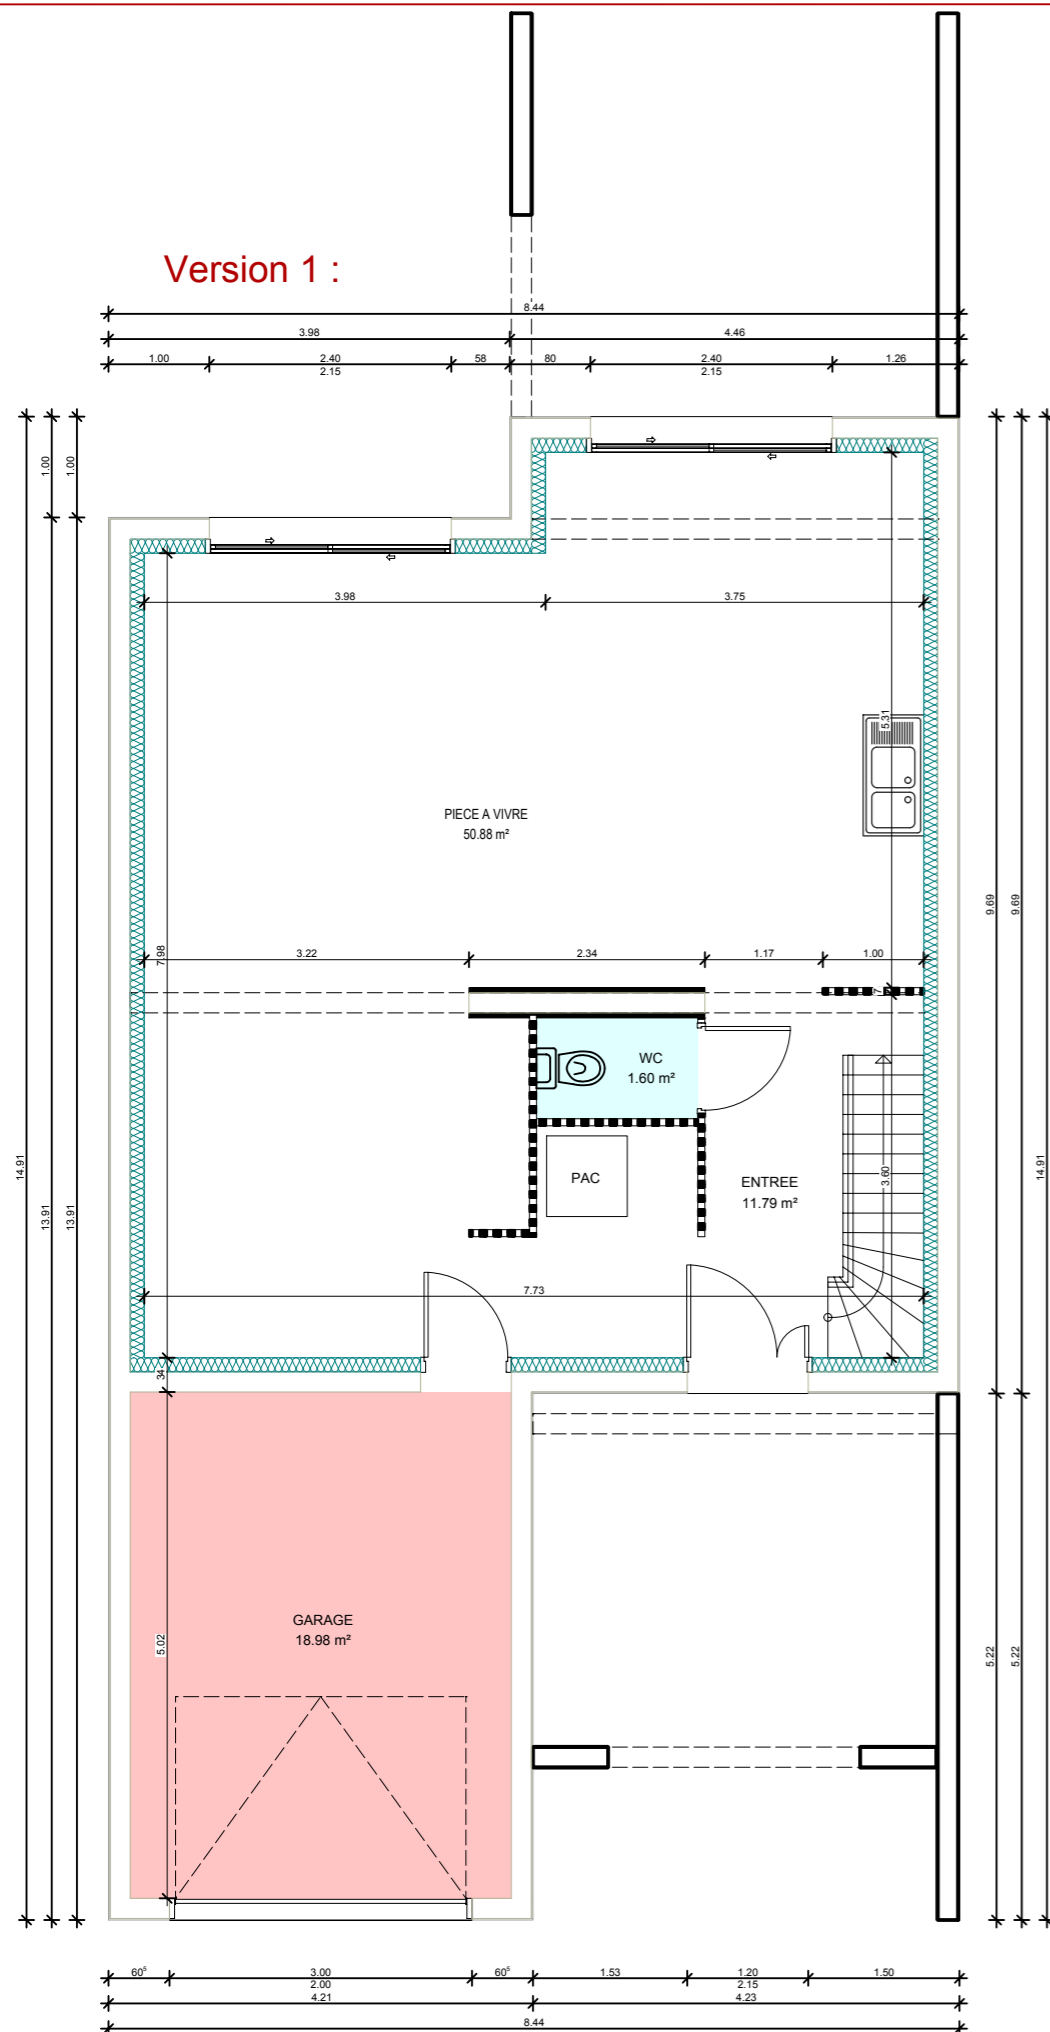 Version 1 :
8.44
3.98 4.46
1.00 2.40 58 80 2.40 1.26
2.15 2.15
1.00 1.00
3.98 3.75
5.31
PIECE A VIVRE
50.88 m²
9.69 9.69
7.98
3.22 2.34 1.17 1.00
7
WC
1.60 m²
14.91
13.91 13.91
14.91
PAC
3.60
ENTREE
11.79 m²
7.73
34
GARAGE
18.98 m²
5.02
5.22 5.22
60⁵ 3.00 60⁵ 1.53 1.20 1.50
2.00 2.15
4.21 4.23
8.44